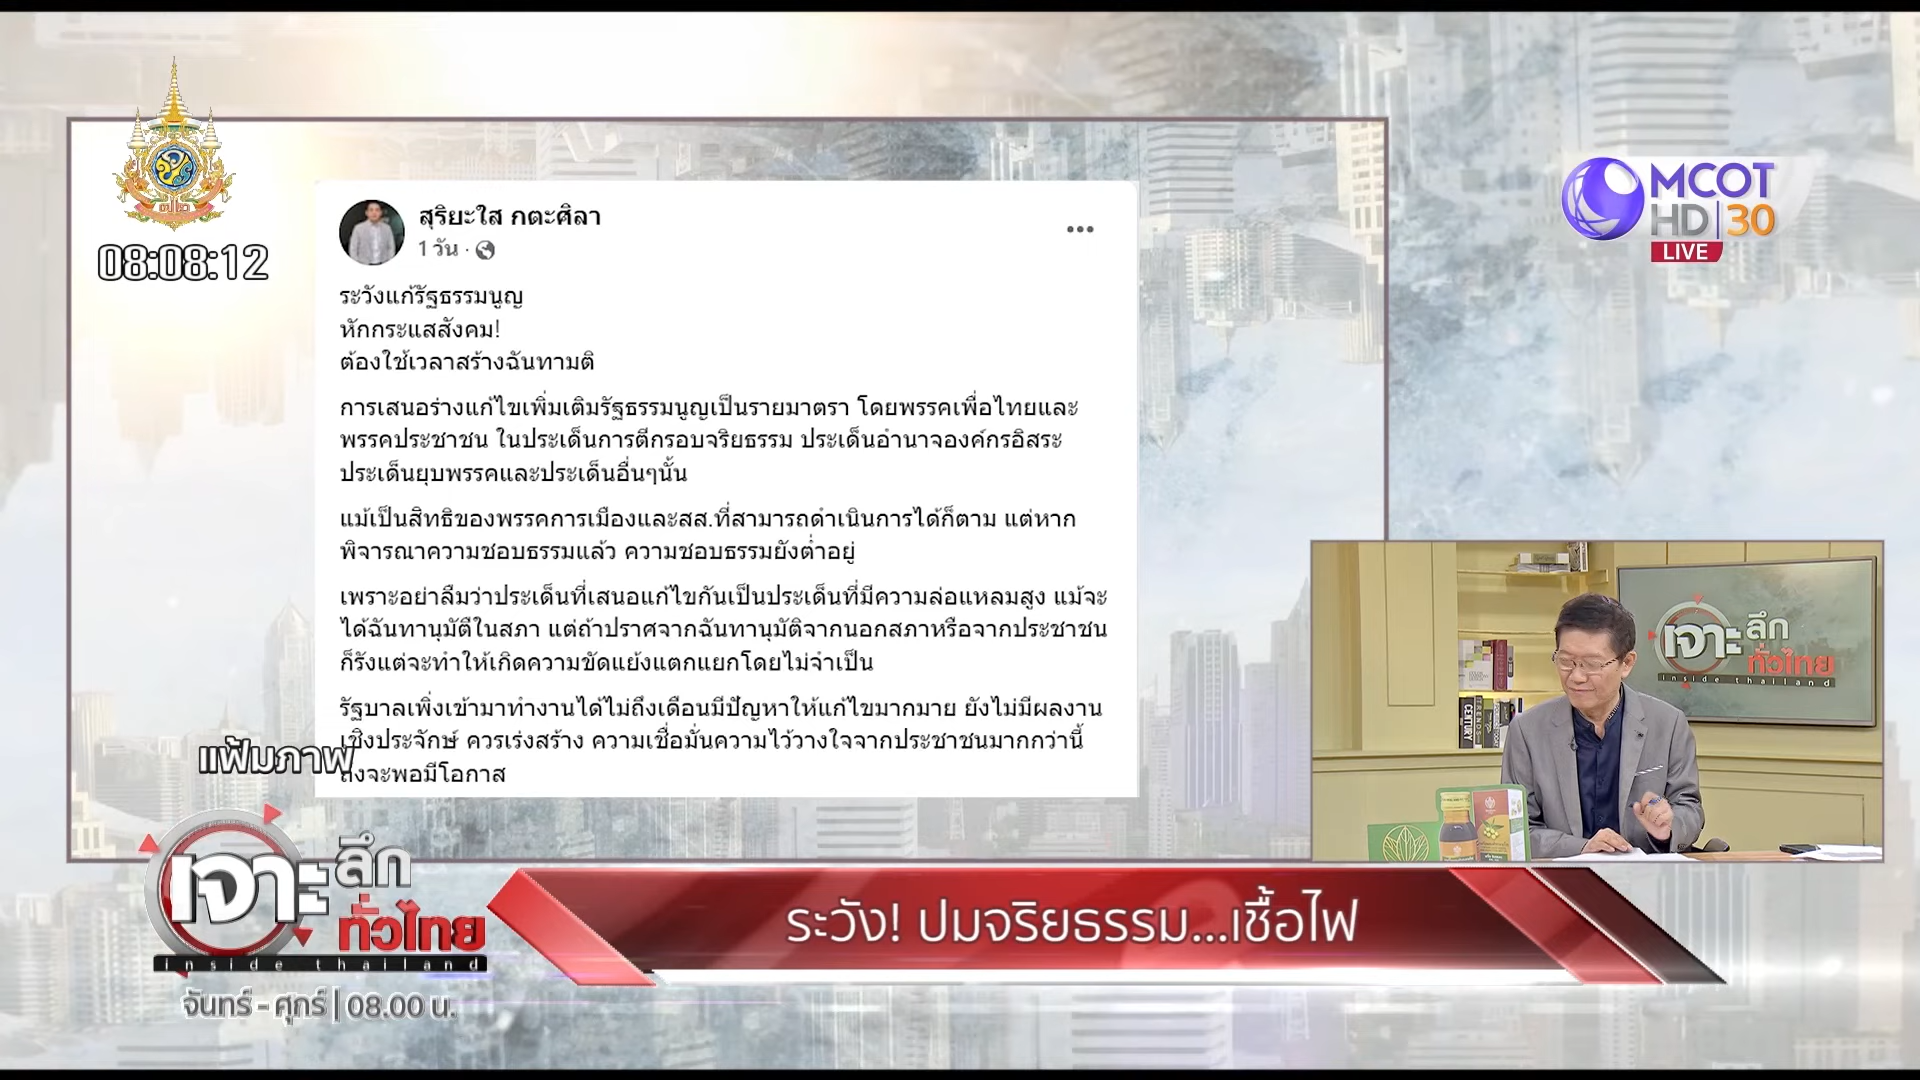 08:08:12
MCOT
HD 30
LIVE
สุริยะใส กตะศิลา
1 วัน ·
ระวังแก้รัฐธรรมนูญ
หักกระแสสังคม!
ต้องใช้เวลาสร้างฉันทามติ
การเสนอร่างแก้ไขเพิ่มเติมรัฐธรรมนูญเป็นรายมาตรา โดยพรรคเพื่อไทยและ
พรรคประชาชน ในประเด็นการตีกรอบจริยธรรม ประเด็นอำนาจองค์กรอิสระ
ประเด็นยุบพรรคและประเด็นอื่นๆนั้น
แม้เป็นสิทธิของพรรคการเมืองและสส.ที่สามารถดำเนินการได้ก็ตาม แต่หาก
พิจารณาความชอบธรรมแล้ว ความชอบธรรมยังต่ำอยู่
เพราะอย่าลืมว่าประเด็นที่เสนอแก้ไขกันเป็นประเด็นที่มีความล่อแหลมสูง แม้จะ
ได้ฉันทานุมัติในสภา แต่ถ้าปราศจากฉันทานุมัติจากนอกสภาหรือจากประชาชน
ก็รังแต่จะทำให้เกิดความขัดแย้งแตกแยกโดยไม่จำเป็น
รัฐบาลเพิ่งเข้ามาทำงานได้ไม่ถึงเดือนมีปัญหาให้แก้ไขมากมาย ยังไม่มีผลงาน
เชิงประจักษ์ ควรเร่งสร้าง ความเชื่อมั่นความไว้วางใจจากประชาชนมากกว่านี้
ถึงจะพอมีโอกาส
แฟ้มภาพ
เจาะลึก
ทั่วไทย
inside thailand
CENTURY
TRENDS
เจาะลึก
ทั่วไทย
inside thailand
จันทร์ - ศุกร์ | 08.00 น.
ระวัง! ปมจริยธรรม...เชื้อไฟ